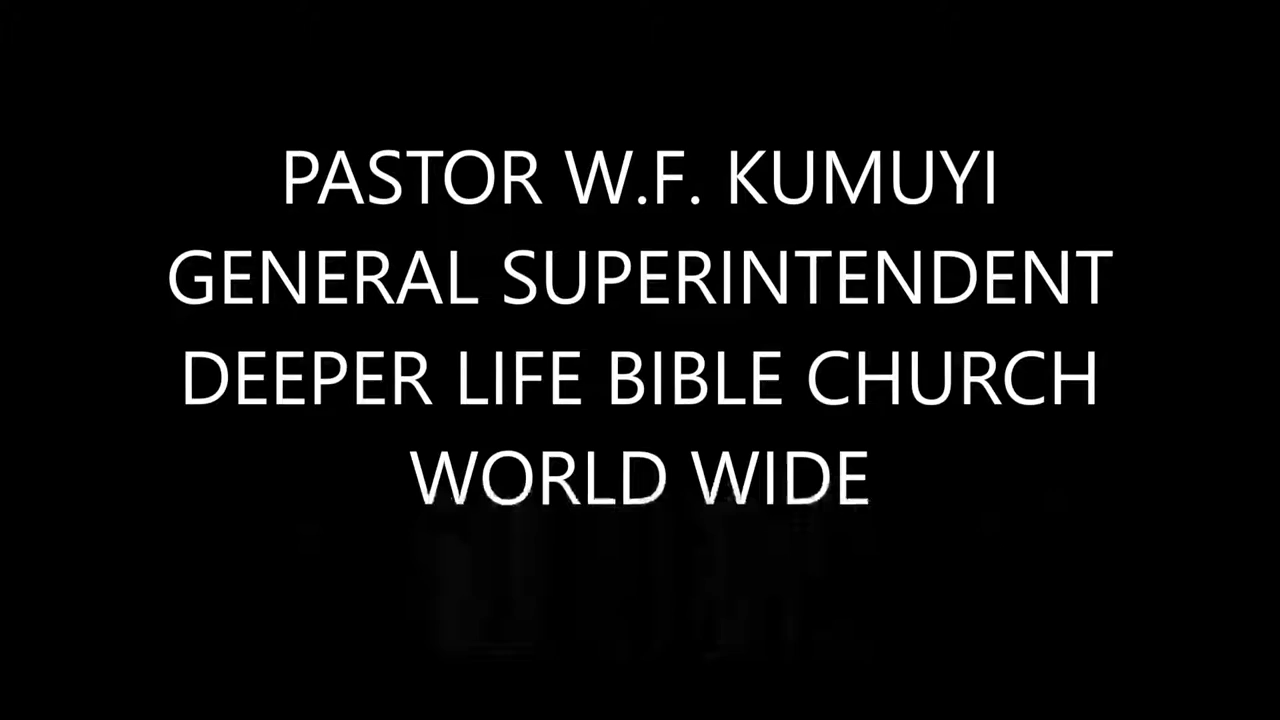 PASTOR W.F. KUMUYI
GENERAL SUPERINTENDENT
DEEPER LIFE BIBLE CHURCH
WORLD WIDE